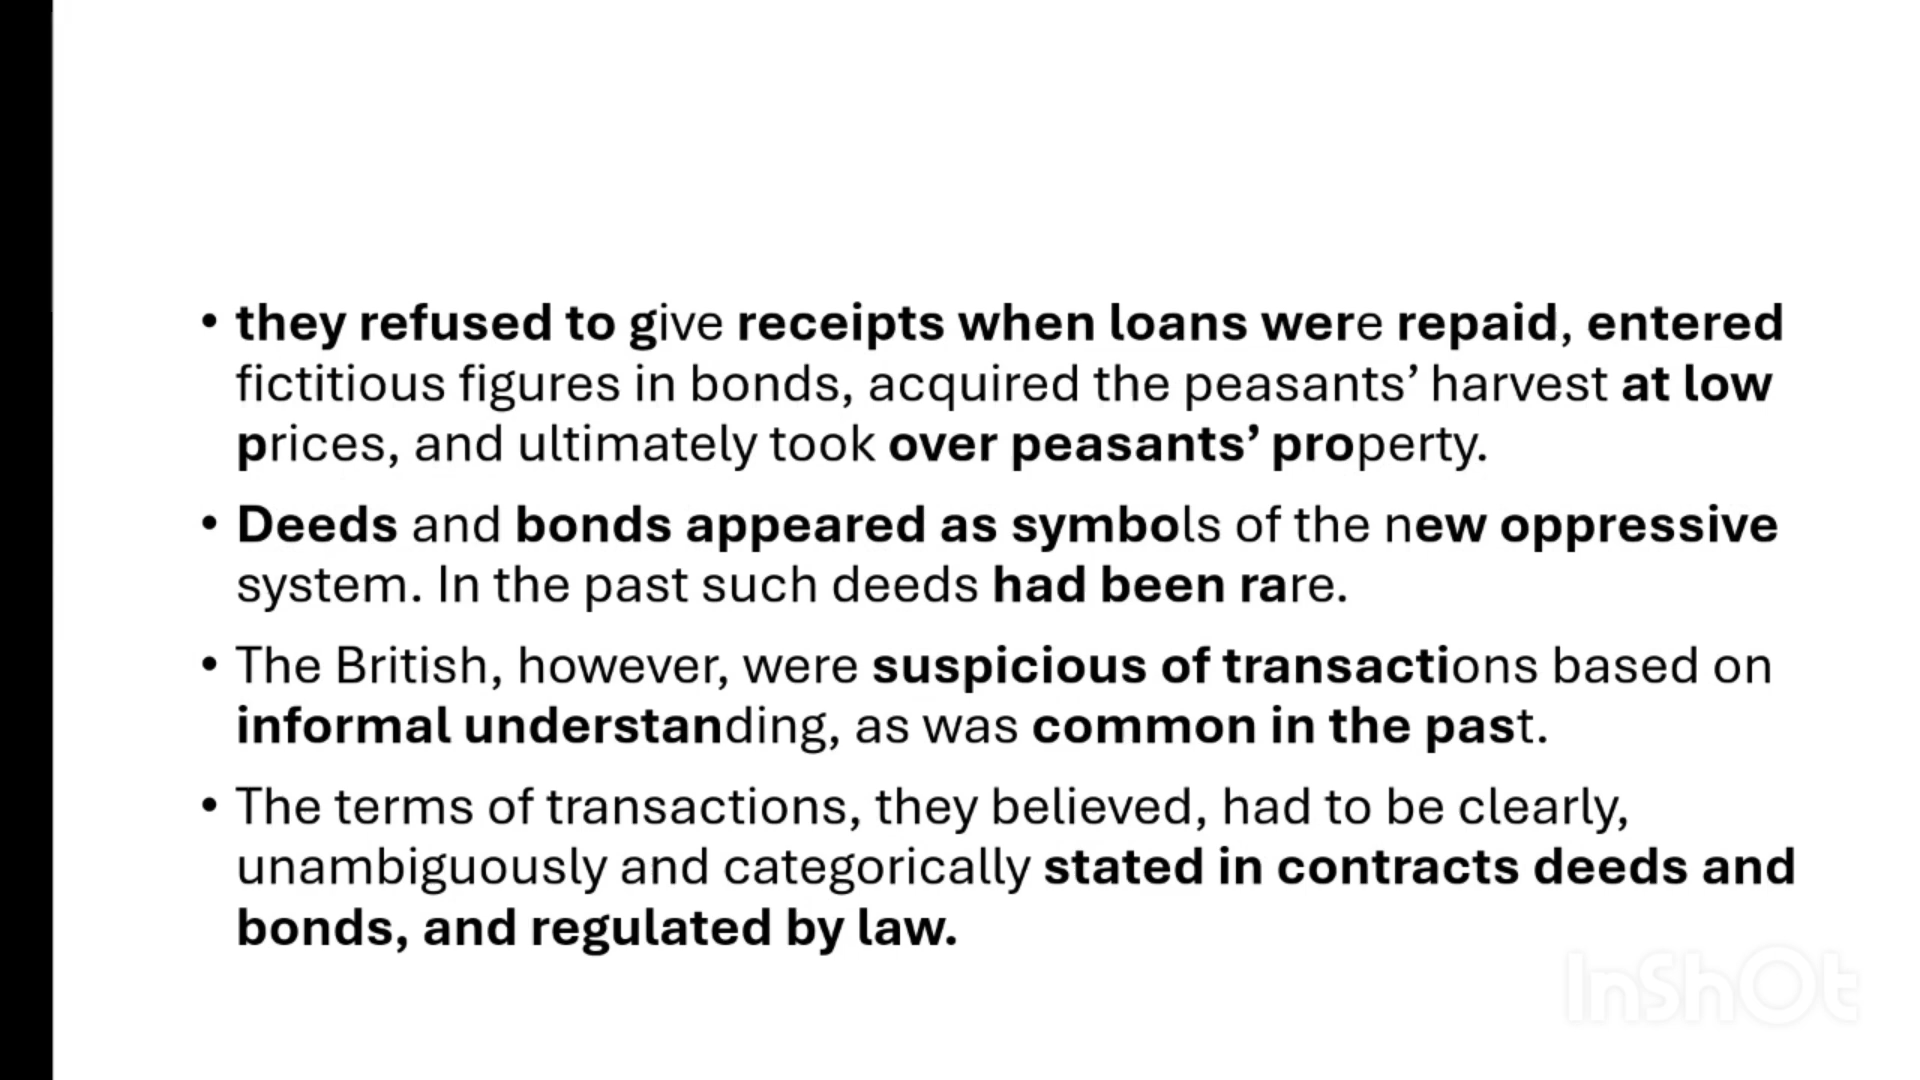 • they refused to give receipts when loans were repaid, entered
fictitious figures in bonds, acquired the peasants’ harvest at low
prices, and ultimately took over peasants’ property.
• Deeds and bonds appeared as symbols of the new oppressive
system. In the past such deeds had been rare.
• The British, however, were suspicious of transactions based on
informal understanding, as was common in the past.
• The terms of transactions, they believed, had to be clearly,
unambiguously and categorically stated in contracts deeds and
bonds, and regulated by law.
InShOt